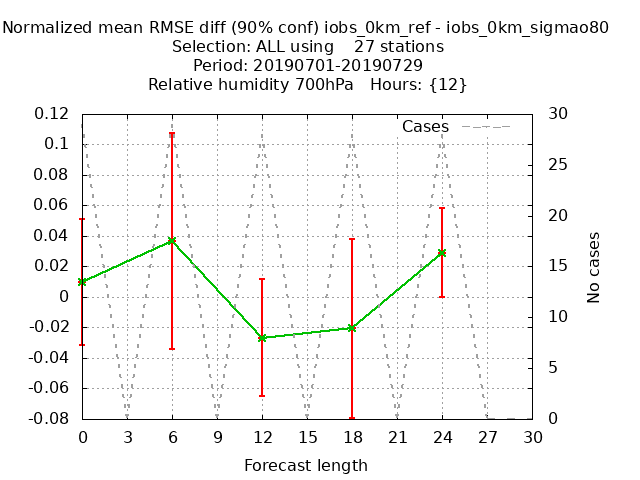 Normalized mean RMSE diff (90% conf) iobs_0km_ref - iobs_0km_sigmao80
Selection: ALL using    27 stations
Period: 20190701-20190729
Relative humidity 700hPa   Hours: {12}
Cases
0.12
0.1
0.08
0.06
0.04
0.02
0
-0.02
-0.04
-0.06
-0.08
30
25
20
15
10
5
0
No cases
0 3 6 9 12 15 18 21 24 27 30
Forecast length